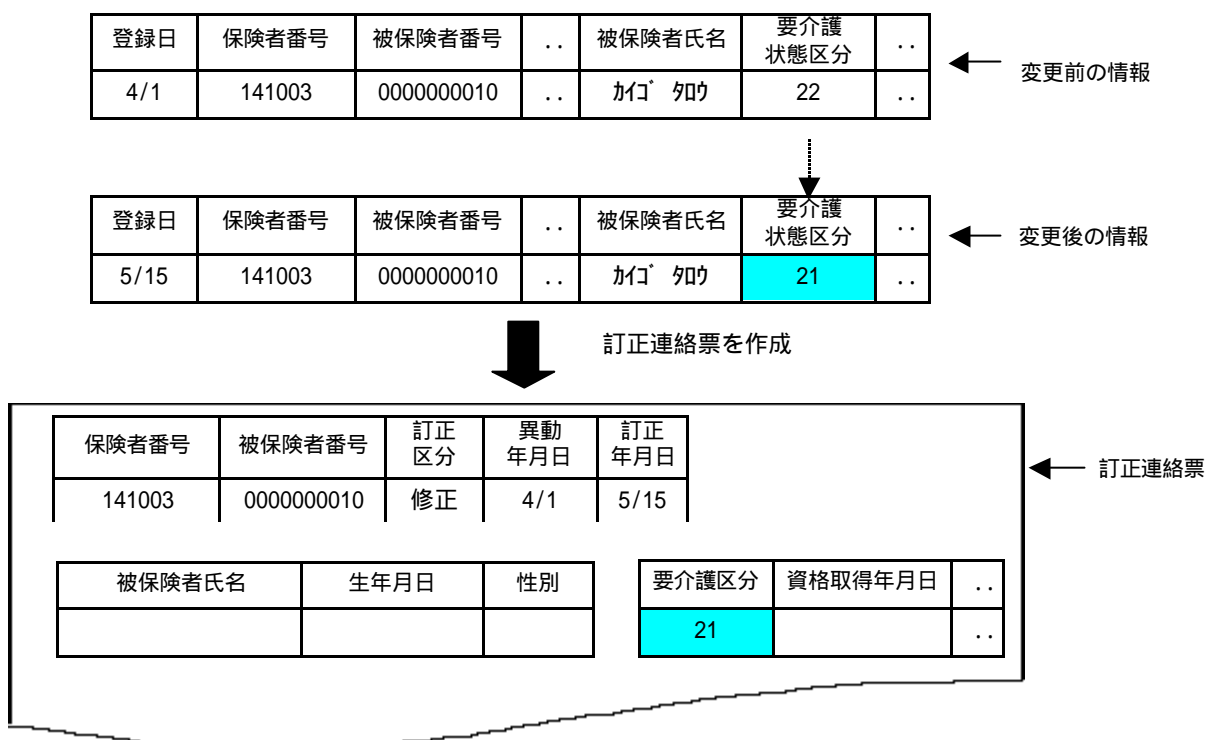 登録日 保険者番号 被保険者番号 .. 被保険者氏名 要介護 状態区分 ..
4/1 141003 0000000010 .. ｶｲｺﾞ ﾀﾛｳ 22 ..
変更前の情報
登録日 保険者番号 被保険者番号 .. 被保険者氏名 要介護 状態区分 ..
5/15 141003 0000000010 .. ｶｲｺﾞ ﾀﾛｳ 21 ..
変更後の情報
訂正連絡票を作成
保険者番号 被保険者番号 訂正 区分 異動 年月日 訂正 年月日
141003 0000000010 修正 4/1 5/15
訂正連絡票
被保険者氏名 生年月日 性別 要介護区分 資格取得年月日 ..
21 ..